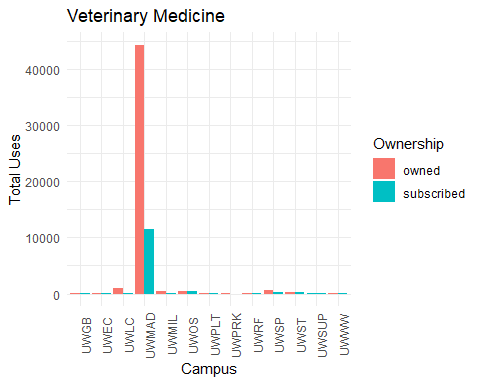 Veterinary Medicine
Total Uses
40000
30000
20000
10000
0
UWGB
UWEC
UWLC
UWMAD
UWMIL
UWOS
UWPLT
UWPRK
UWRF
UWSP
UWST
UWSUP
UWWW
Campus
Ownership
owned
subscribed